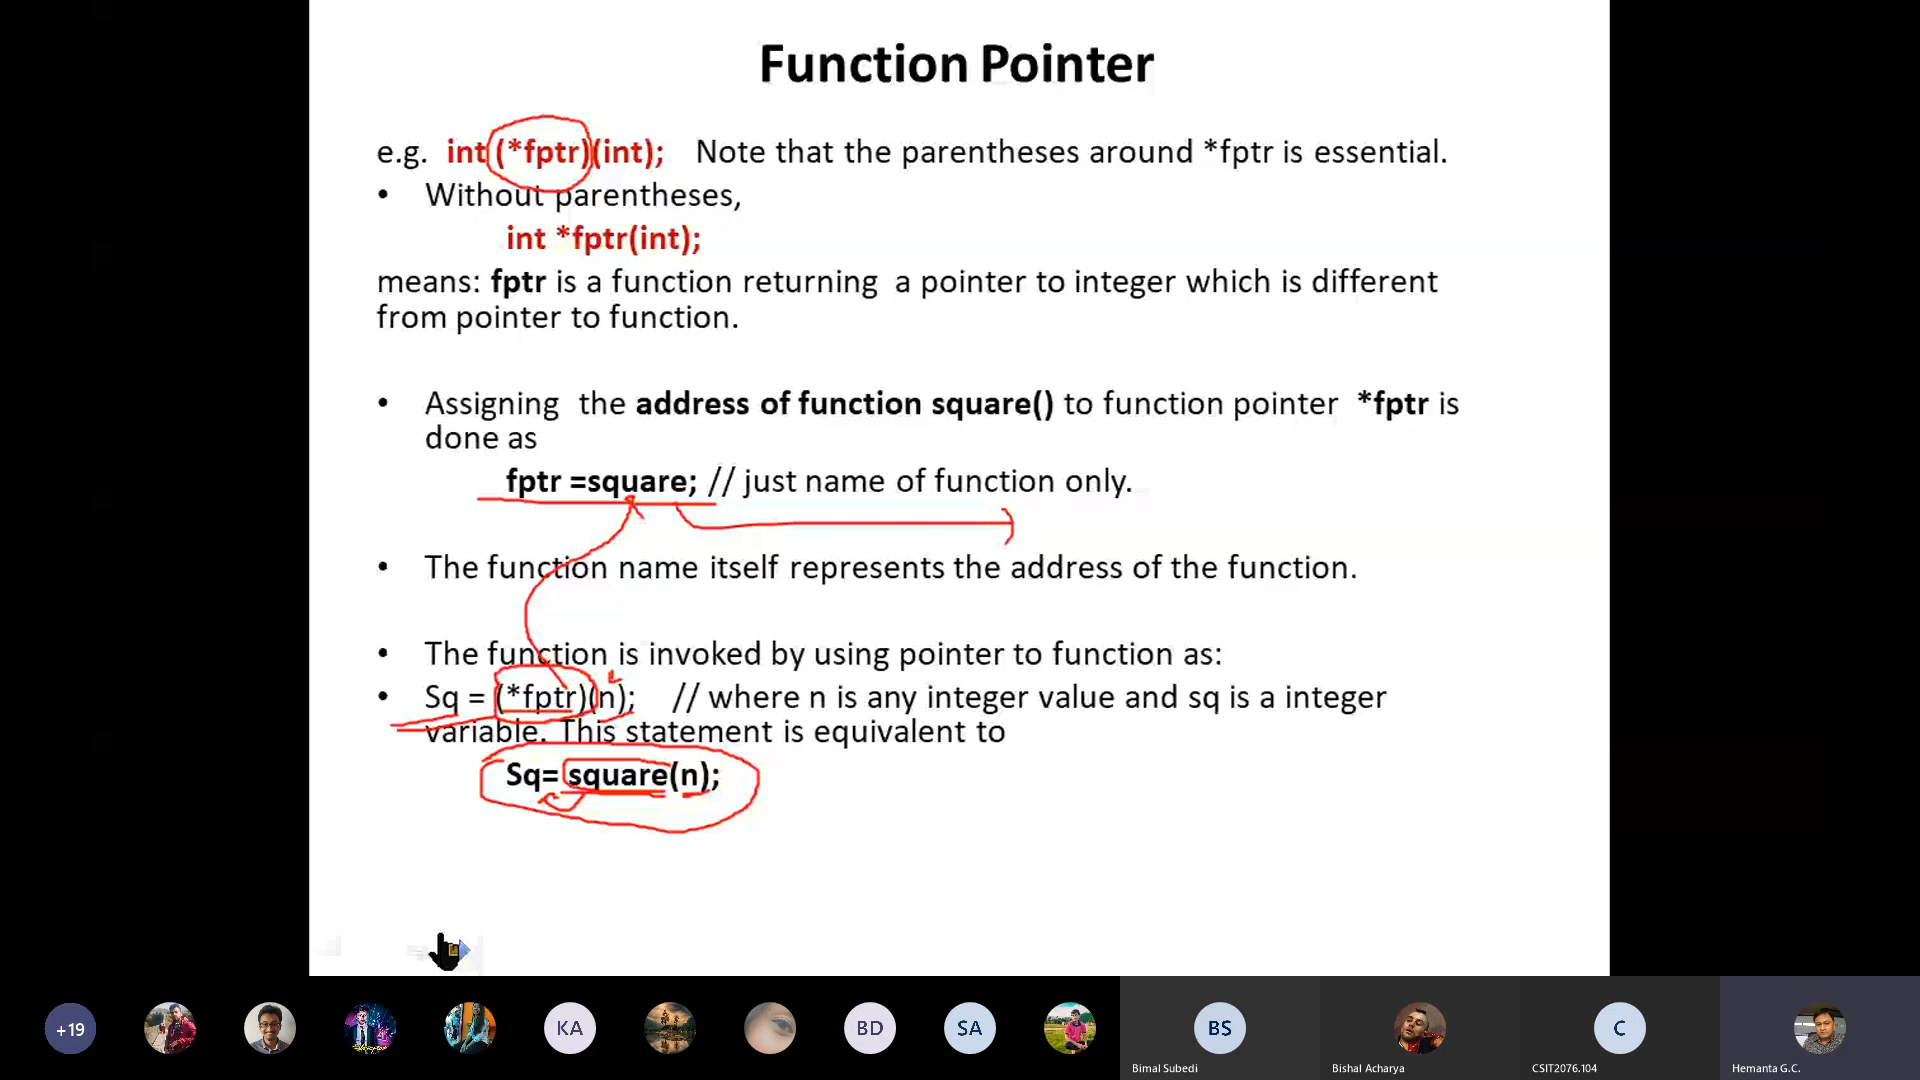 Function Pointer
e.g. int (*fptr)(int); Note that the parentheses around *fptr is essential.
• Without parentheses,
int *fptr(int);
means: fptr is a function returning a pointer to integer which is different
from pointer to function.
• Assigning the address of function square() to function pointer *fptr is
done as
fptr =square; // just name of function only.
• The function name itself represents the address of the function.
• The function is invoked by using pointer to function as:
• Sq = (*fptr)(n); // where n is any integer value and sq is a integer
variable. This statement is equivalent to
Sq= square(n);
+19
KA
BD
SA
BS
C
Bimal Subedi
Bishal Acharya
CSIT2076.104
Hemanta G.C.